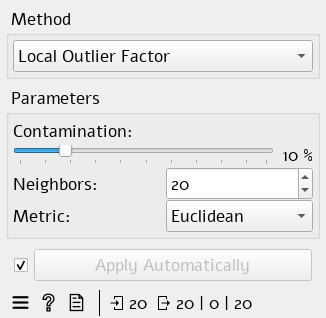 Method
Local Outlier Factor
Parameters
Contamination:
10 %
Neighbors: 20
Metric: Euclidean
Apply Automatically
? 20 20 | 0 | 20